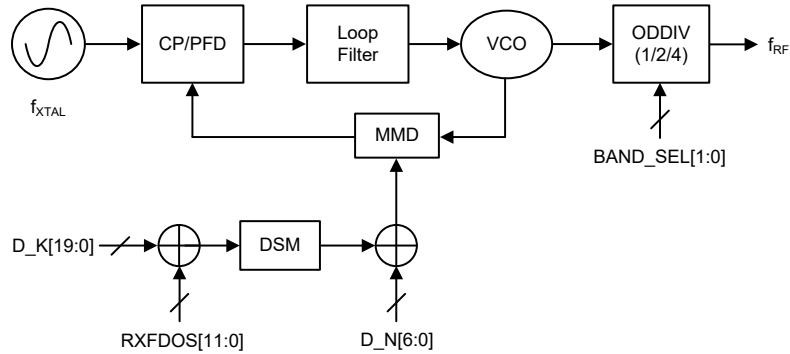 CP/PFD
Loop
Filter
VCO
ODDIV
(1/2/4)
fRF
fXTAL
MMD
BAND_SEL[1:0]
D_K[19:0]
DSM
RXFDOS[11:0]
D_N[6:0]